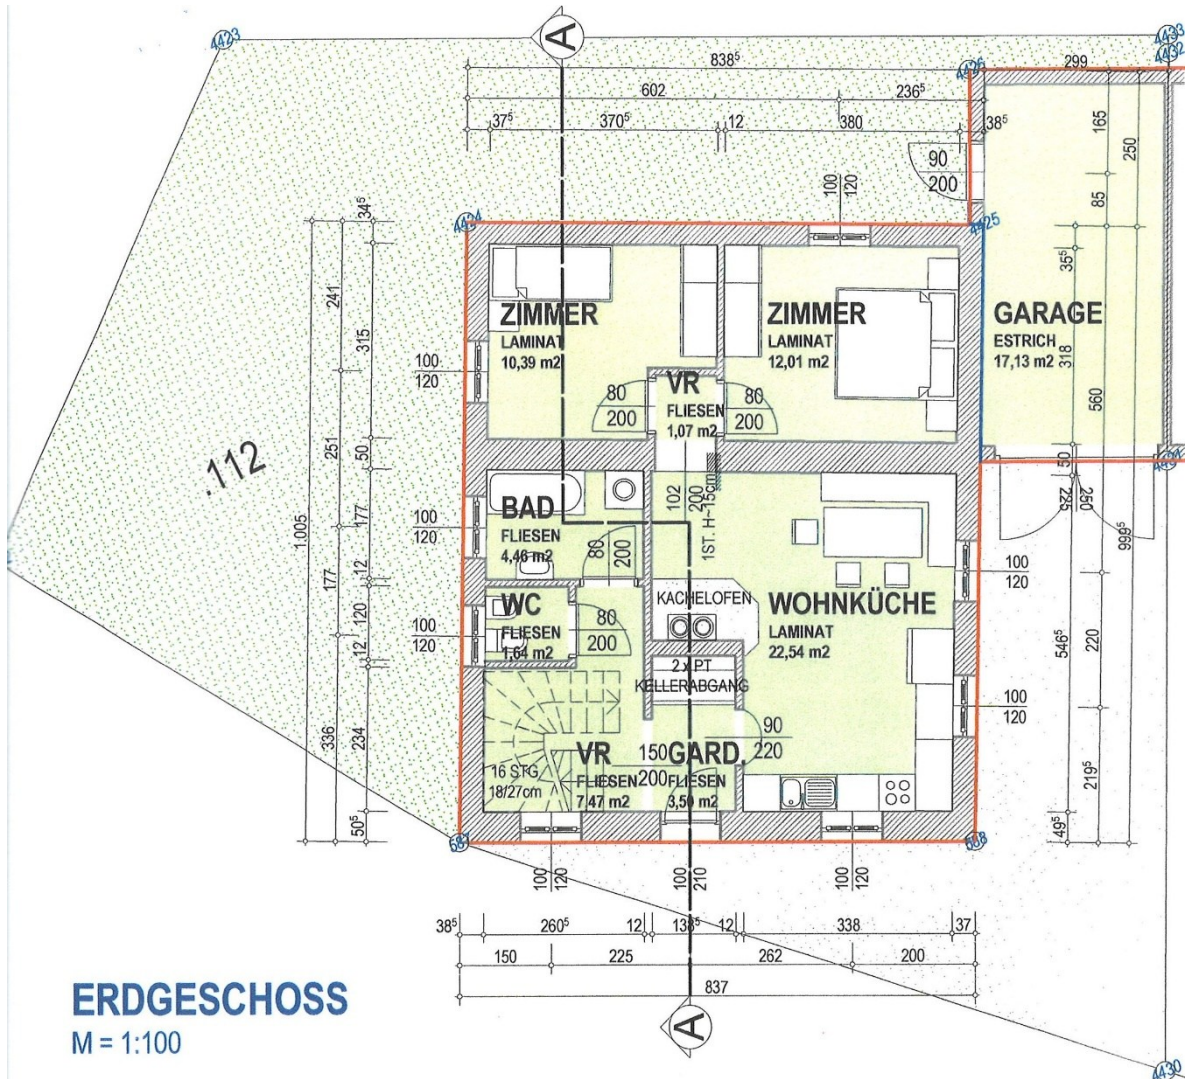 4423
4433
4432
A
838⁵
4426
299
602
236⁵
37⁵
370⁵
12
380
38⁵
165
250
90
200
100
120
85
34⁵
4424
4425
35⁵
241
315
ZIMMER
LAMINAT
10,39 m2
ZIMMER
LAMINAT
12,01 m2
GARAGE
ESTRICH
17,13 m2
318
560
100
120
VR
FLIESEN
1,07 m2
80
200
80
200
.112
251
50
50
4431
102
200
1ST. H~15cm
225
250
BAD
FLIESEN
4,46 m2
100
120
177
999⁵
1.005
80
200
100
120
12
177
KACHELOFEN
WOHNKÜCHE
LAMINAT
22,54 m2
WC
FLIESEN
1,64 m2
80
200
100
120
120
12
546⁵
220
2 x PT
KELLERABGANG
100
120
336
234
90
220
VR
FLIESEN
7,47 m2
150
200
GARD.
FLIESEN
3,50 m2
16 STG
18/27cm
219⁵
50⁵
49⁵
587
588
100
120
100
210
100
120
38⁵
260⁵
12
138⁵
12
338
37
150
225
262
200
837
A
ERDGESCHOSS
M = 1:100
4430